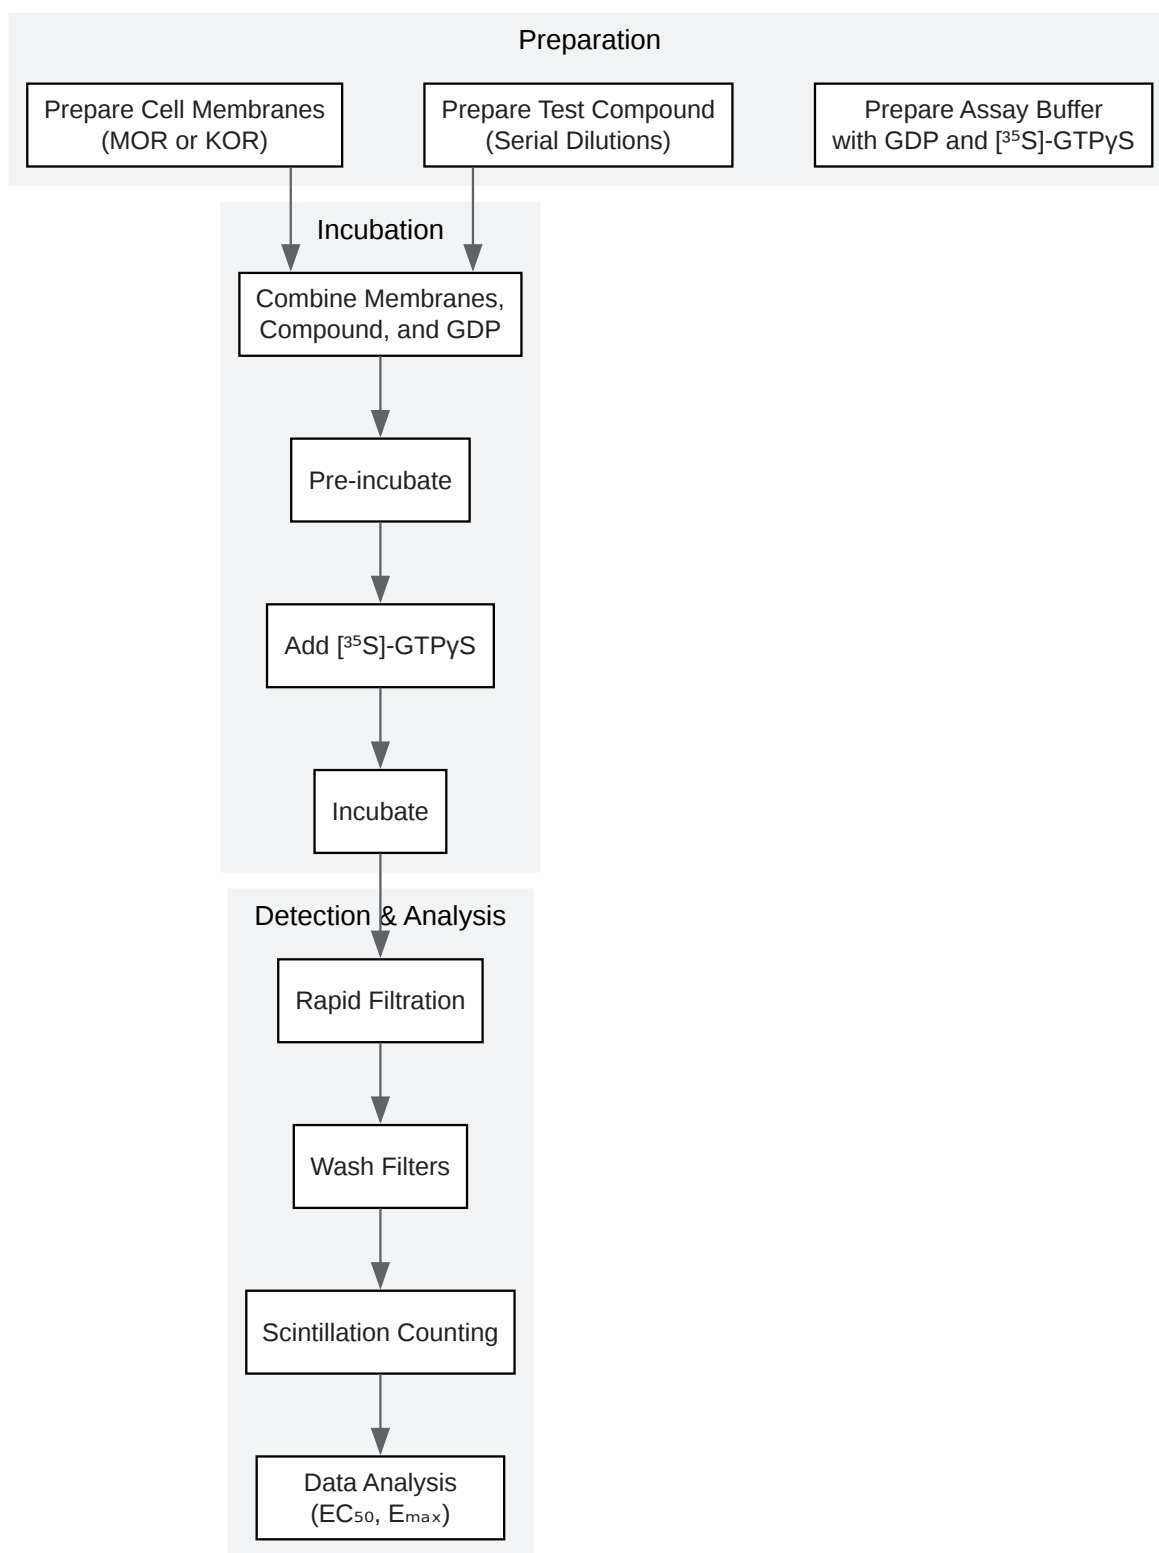 Preparation
Prepare Cell Membranes
(MOR or KOR)
Prepare Test Compound
(Serial Dilutions)
Prepare Assay Buffer
with GDP and [³⁵S]-GTPγS
Incubation
Combine Membranes,
Compound, and GDP
Pre-incubate
Add [³⁵S]-GTPγS
Incubate
Detection & Analysis
Rapid Filtration
Wash Filters
Scintillation Counting
Data Analysis
(EC₅₀, Eₘₐₓ)